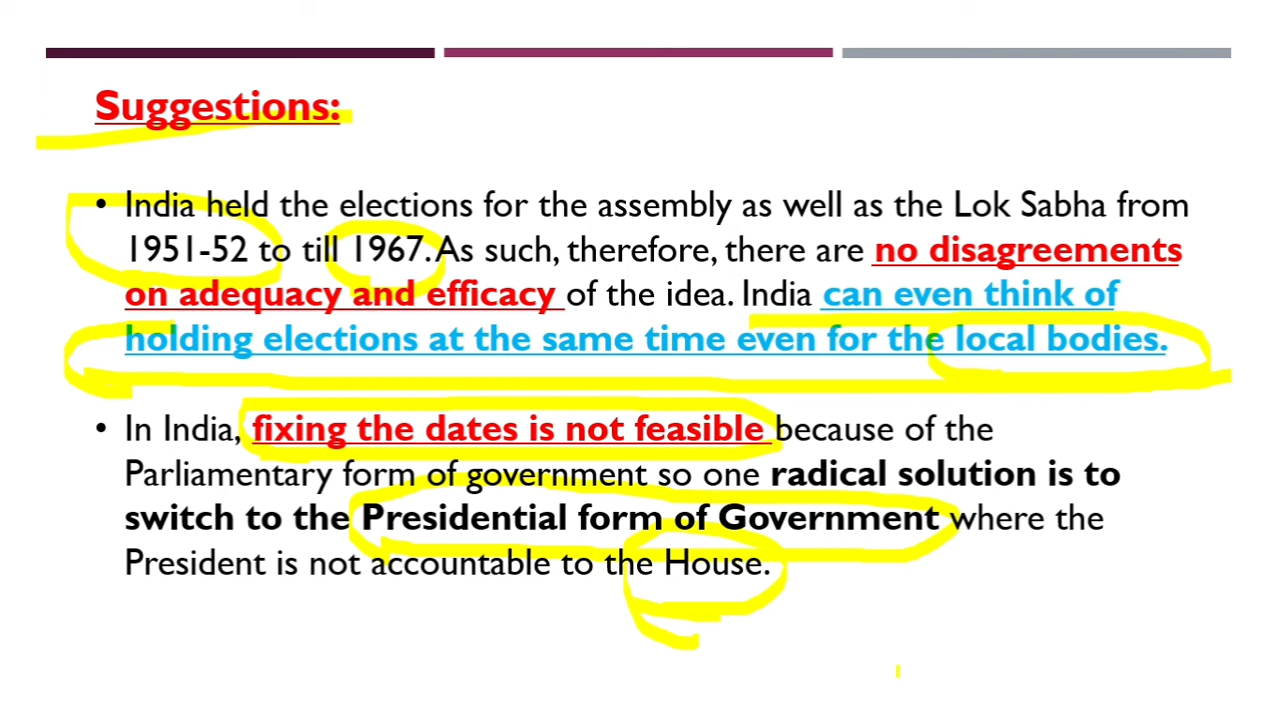 Suggestions:
• India held the elections for the assembly as well as the Lok Sabha from
1951-52 to till 1967. As such, therefore, there are no disagreements
on adequacy and efficacy of the idea. India can even think of
holding elections at the same time even for the local bodies.
• In India, fixing the dates is not feasible because of the
Parliamentary form of government so one radical solution is to
switch to the Presidential form of Government where the
President is not accountable to the House.